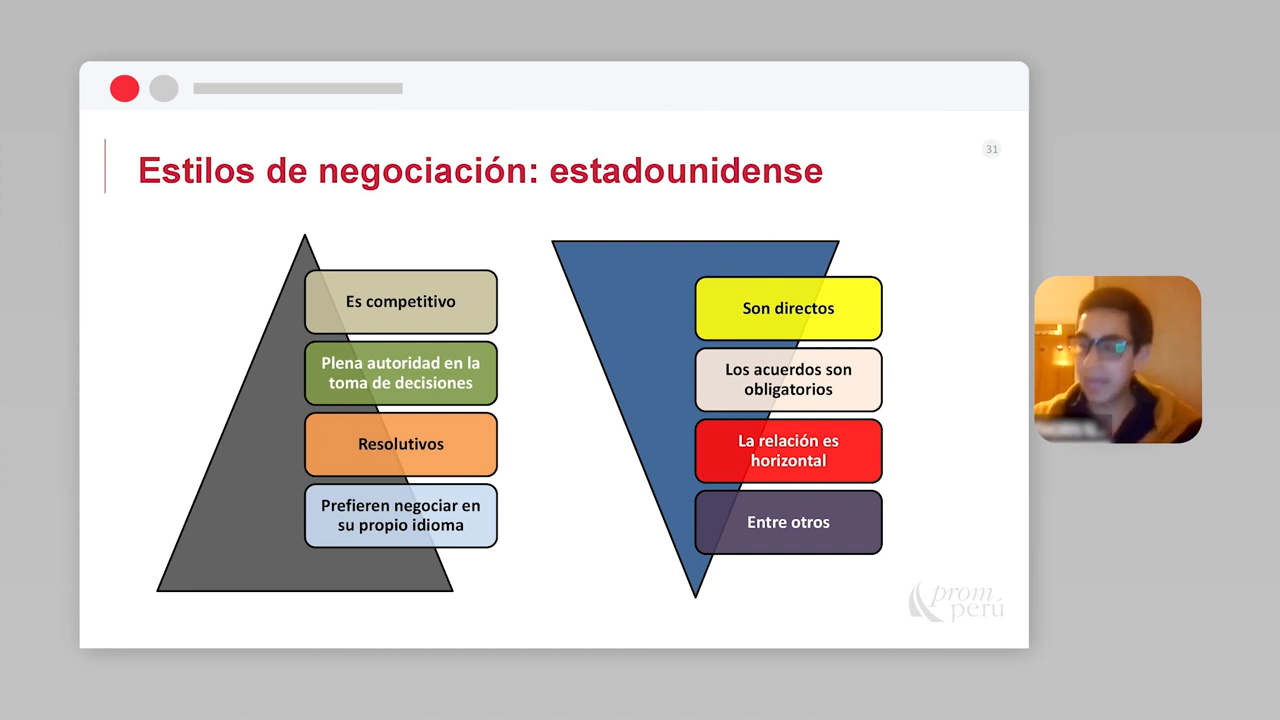 Estilos de negociación: estadounidense
31
Es competitivo
Plena autoridad en la
toma de decisiones
Resolutivos
Prefieren negociar en
su propio idioma
Son directos
Los acuerdos son
obligatorios
La relación es
horizontal
Entre otros
prom
perú